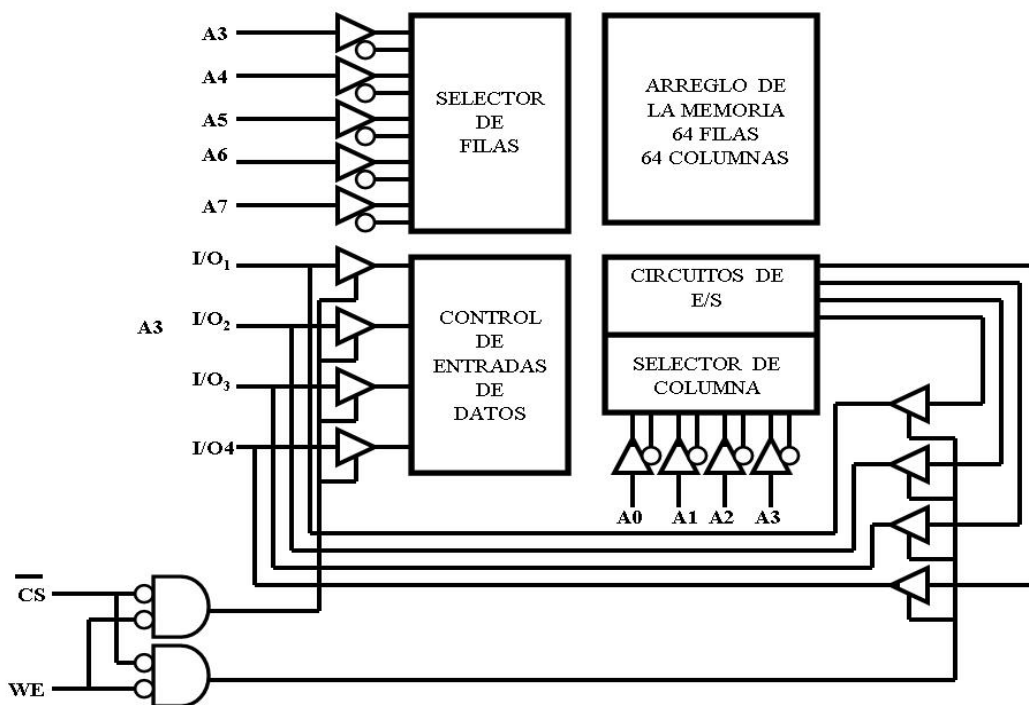 A3
A4
A5
A6
A7
SELECTOR
DE
FILAS
ARREGLO DE
LA MEMORIA
64 FILAS
64 COLUMNAS
I/O1
A3 I/O2
I/O3
I/O4
CONTROL
DE
ENTRADAS
DE
DATOS
CIRCUITOS DE
E/S
SELECTOR DE
COLUMNA
A0 A1 A2 A3
CS
WE